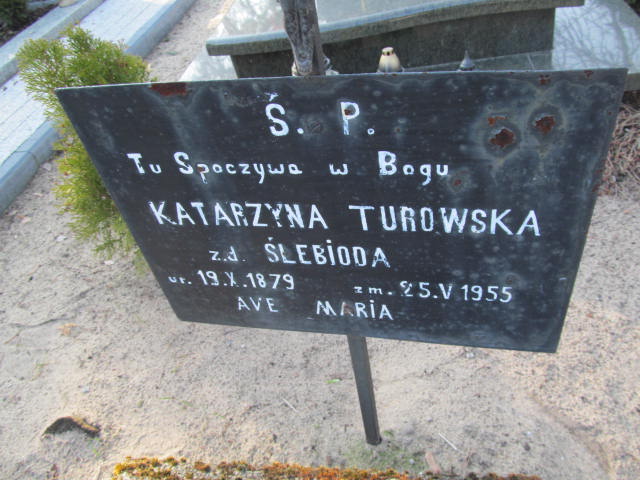 Ś. P.
Tu Spoczywa w Bogu
KATARZYNA TUROWSKA
z.d. ŚLEBIODA
ur. 19.X.1879 zm. 25.V 1955
AVE MARIA